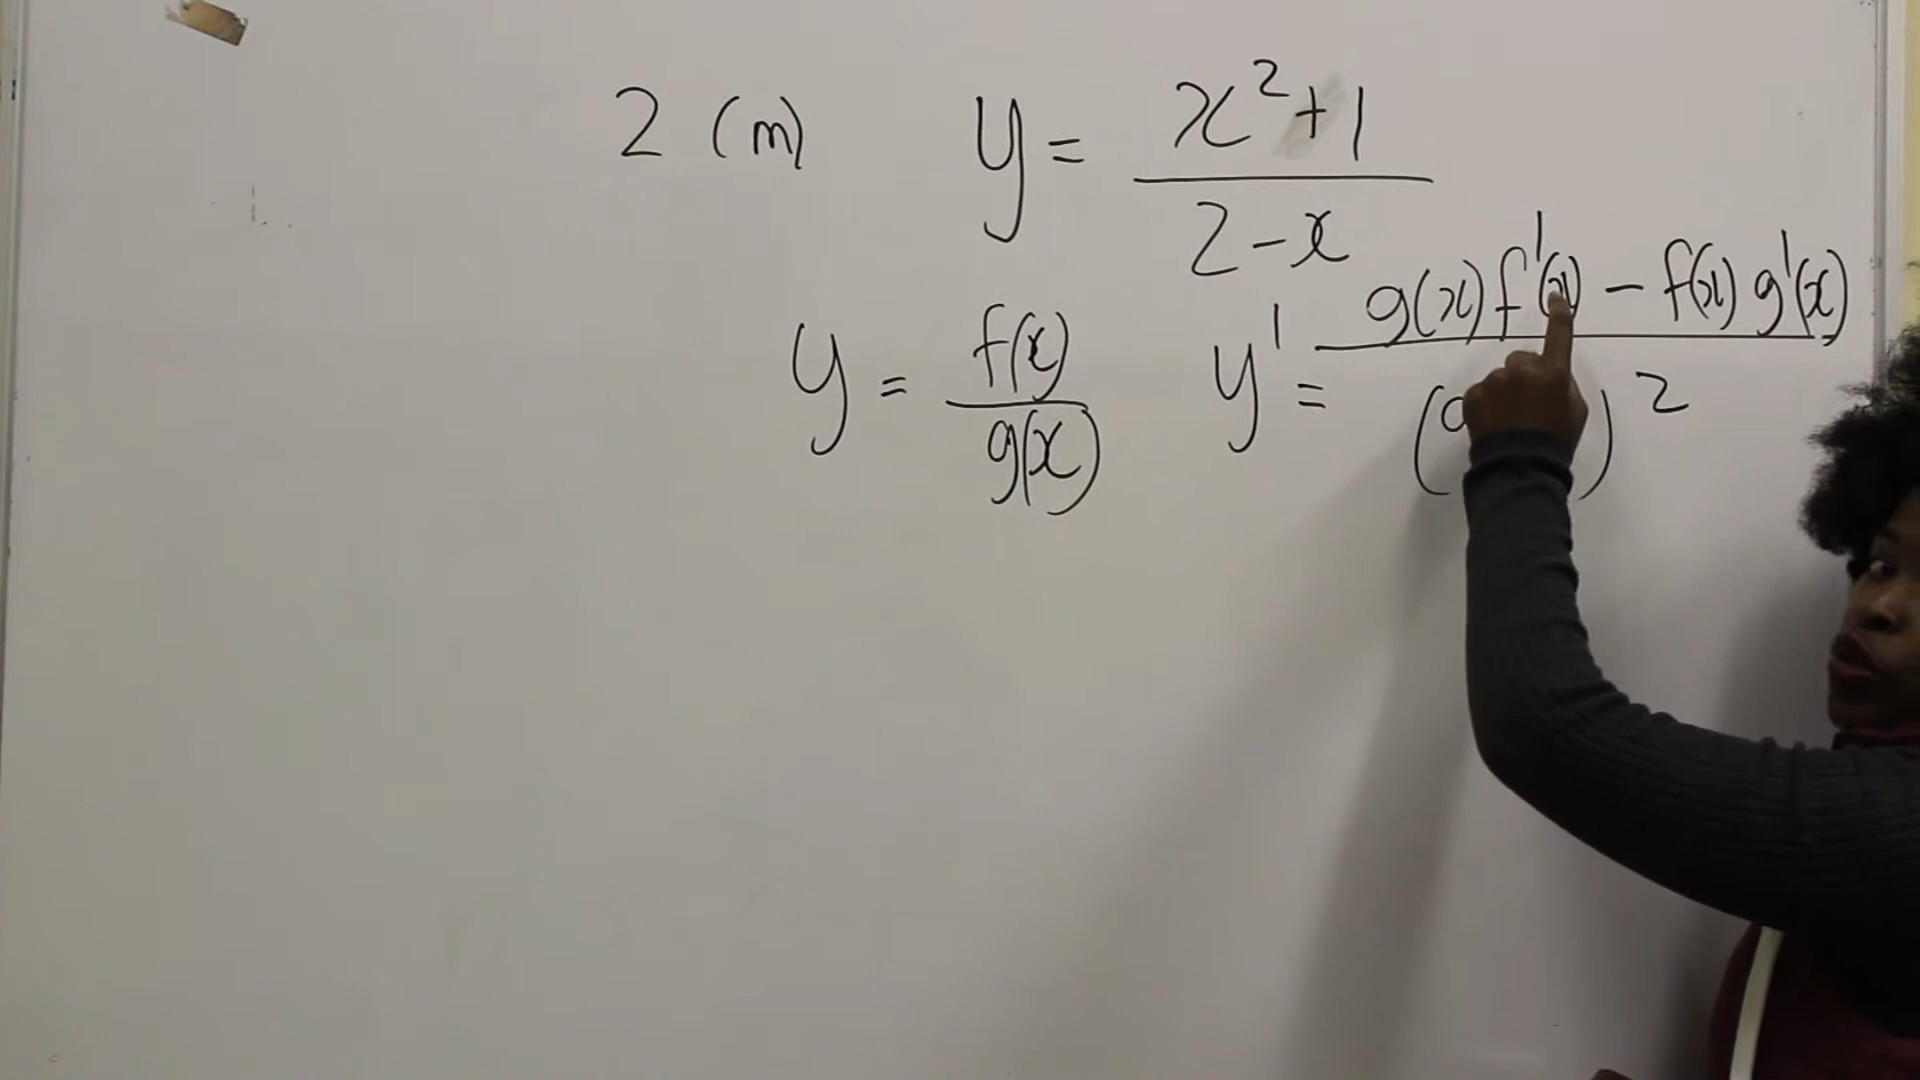 2 (m) y = x²+1 / 2-x
y = f(x) / g(x) y' = g(x) f'(x) - f(x) g'(x) / ( )²